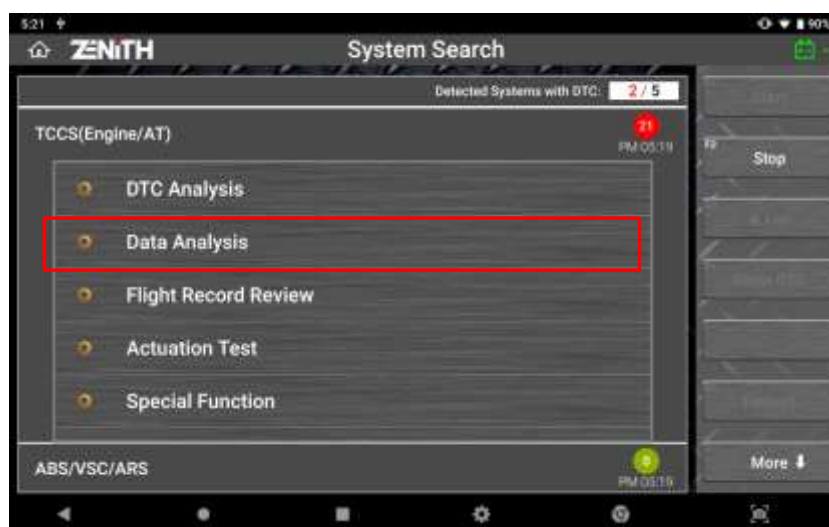 5:21 90%
ZENITH System Search
Detected Systems with DTC: 2 / 5
TCCS(Engine/AT) 21
PM 05:19
Stop
DTC Analysis
Data Analysis
Flight Record Review
Actuation Test
Special Function
ABS/VSC/ARS 0
PM 05:19
More